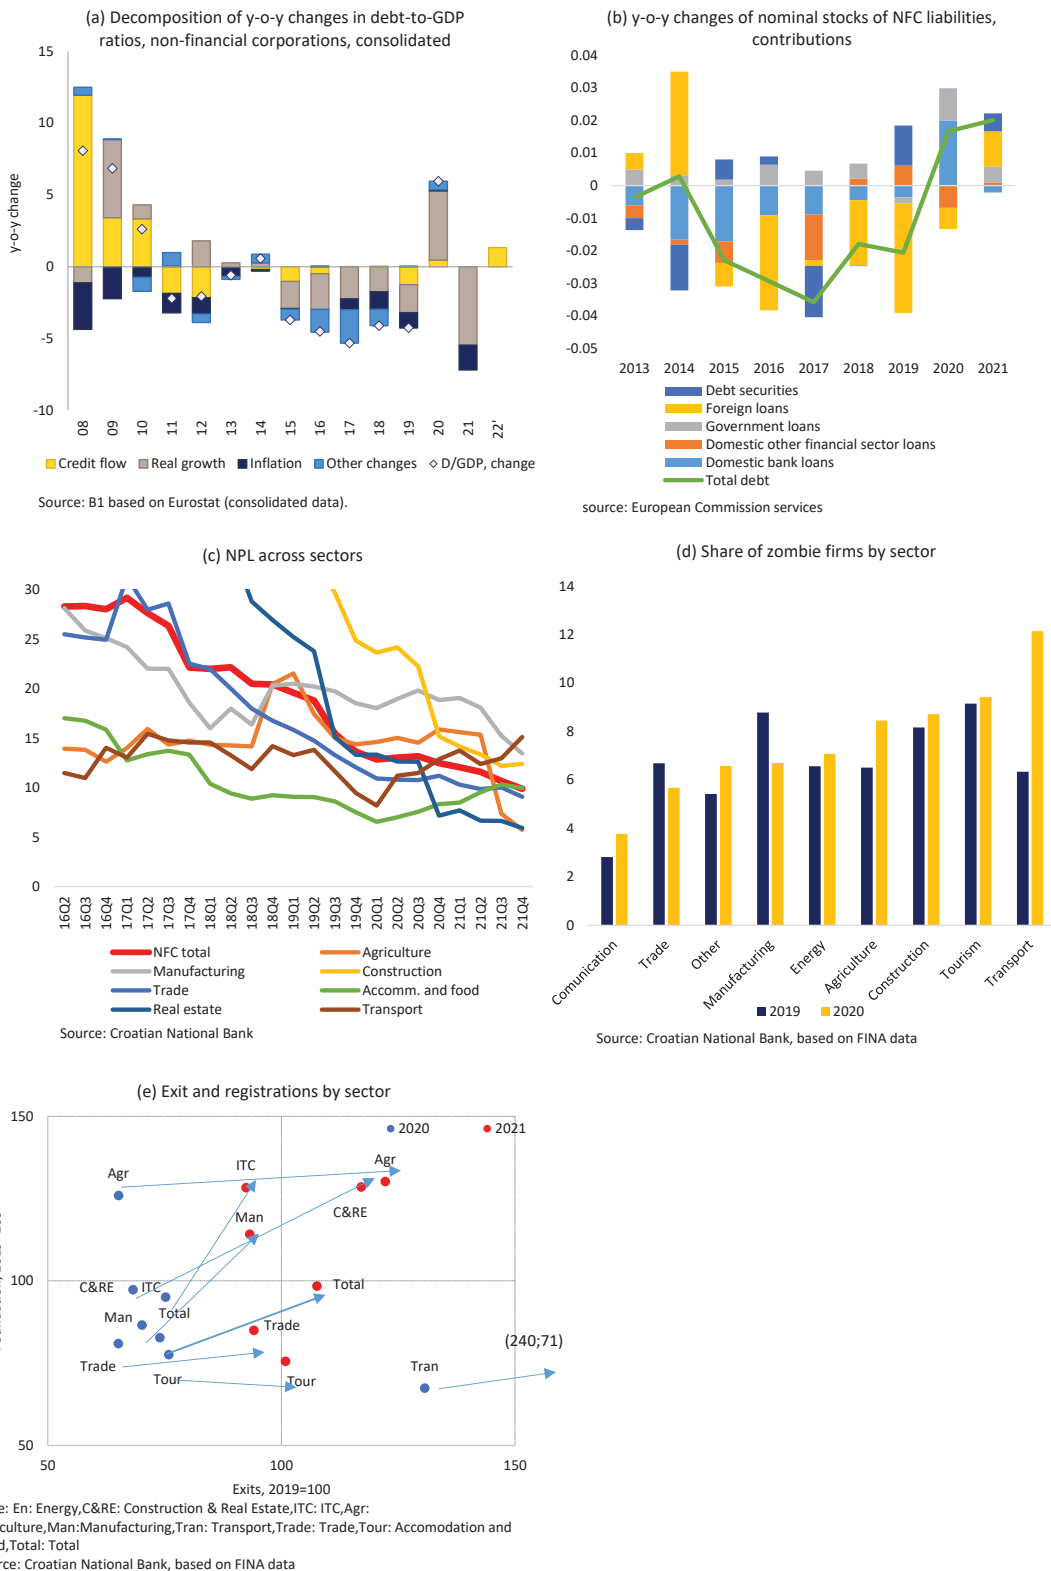 (a) Decomposition of y-o-y changes in debt-to-GDP
ratios, non-financial corporations, consolidated
15
10
5
0
-5
-10
y-o-y change
08
09
10
11
12
13
14
15
16
17
18
19
20
21
22'
Credit flow
Real growth
Inflation
Other changes
D/GDP, change
Source: B1 based on Eurostat (consolidated data).
(b) y-o-y changes of nominal stocks of NFC liabilities,
contributions
0.04
0.03
0.02
0.01
0
-0.01
-0.02
-0.03
-0.04
-0.05
2013
2014
2015
2016
2017
2018
2019
2020
2021
Debt securities
Foreign loans
Government loans
Domestic other financial sector loans
Domestic bank loans
Total debt
source: European Commission services
(c) NPL across sectors
30
25
20
15
10
5
0
16Q2
16Q3
16Q4
17Q1
17Q2
17Q3
17Q4
18Q1
18Q2
18Q3
18Q4
19Q1
19Q2
19Q3
19Q4
20Q1
20Q2
20Q3
20Q4
21Q1
21Q2
21Q3
21Q4
NFC total
Agriculture
Manufacturing
Construction
Trade
Accomm. and food
Real estate
Transport
Source: Croatian National Bank
(d) Share of zombie firms by sector
14
12
10
8
6
4
2
0
Comunication
Trade
Other
Manufacturing
Energy
Agriculture
Construction
Tourism
Transport
2019
2020
Source: Croatian National Bank, based on FINA data
(e) Exit and registrations by sector
150
100
50
2020
2021
Agr
ITC
Agr
C&RE
Man
C&RE
ITC
Total
Man
Total
Trade
Trade
Tour
Tour
Tran
(240;71)
50
100
150
Exits, 2019=100
e: En: Energy,C&RE: Construction & Real Estate,ITC: ITC,Agr:
culture,Man:Manufacturing,Tran: Transport,Trade: Trade,Tour: Accomodation and
d,Total: Total
rce: Croatian National Bank, based on FINA data